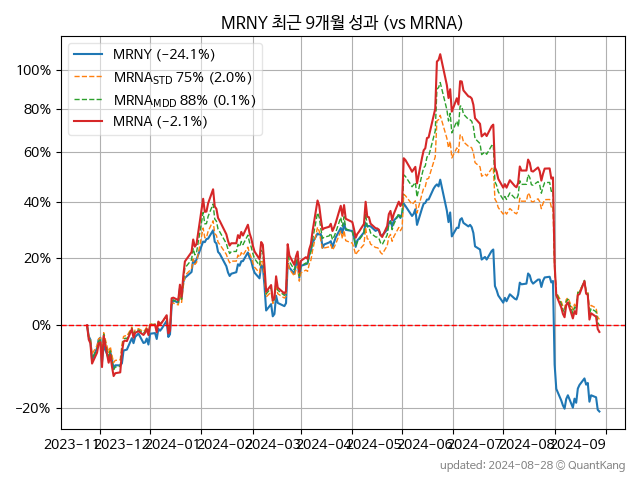 MRNY 최근 9개월 성과 (vs MRNA)
MRNY (−24.1%)
MRNA_STD 75% (2.0%)
MRNA_MDD 88% (0.1%)
MRNA (−2.1%)
100%
80%
60%
40%
20%
0%
−20%
2023−11 2023−12 2024−01 2024−02 2024−03 2024−04 2024−05 2024−06 2024−07 2024−08 2024−09
updated: 2024-08-28 © QuantKang